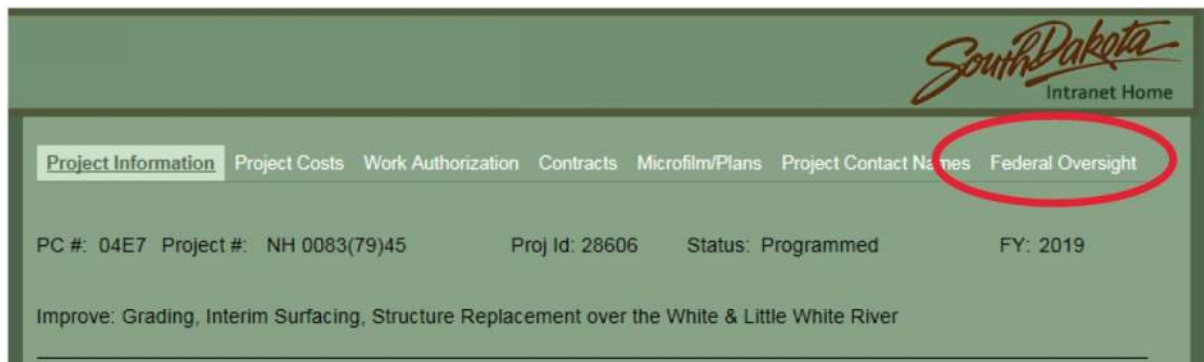 South Dakota
Intranet Home
Project Information Project Costs Work Authorization Contracts Microfilm/Plans Project Contact Names Federal Oversight
PC #: 04E7 Project #: NH 0083(79)45 Proj Id: 28606 Status: Programmed FY: 2019
Improve: Grading, Interim Surfacing, Structure Replacement over the White & Little White River